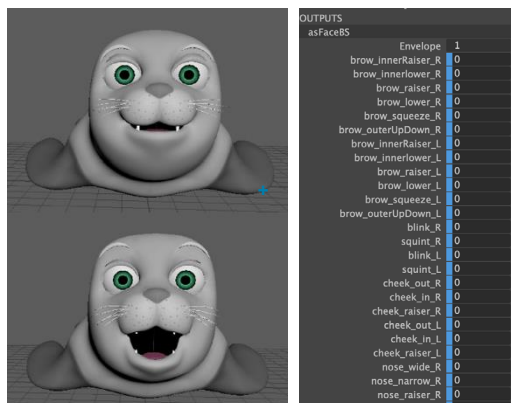 OUTPUTS
asFaceBS
Envelope 1
brow_innerRaiser_R 0
brow_innerlower_R 0
brow_raiser_R 0
brow_lower_R 0
brow_squeeze_R 0
brow_outerUpDown_R 0
brow_innerRaiser_L 0
brow_innerlower_L 0
brow_raiser_L 0
brow_lower_L 0
brow_squeeze_L 0
brow_outerUpDown_L 0
blink_R 0
squint_R 0
blink_L 0
squint_L 0
cheek_out_R 0
cheek_in_R 0
cheek_raiser_R 0
cheek_out_L 0
cheek_in_L 0
cheek_raiser_L 0
nose_wide_R 0
nose_narrow_R 0
nose_raiser_R 0